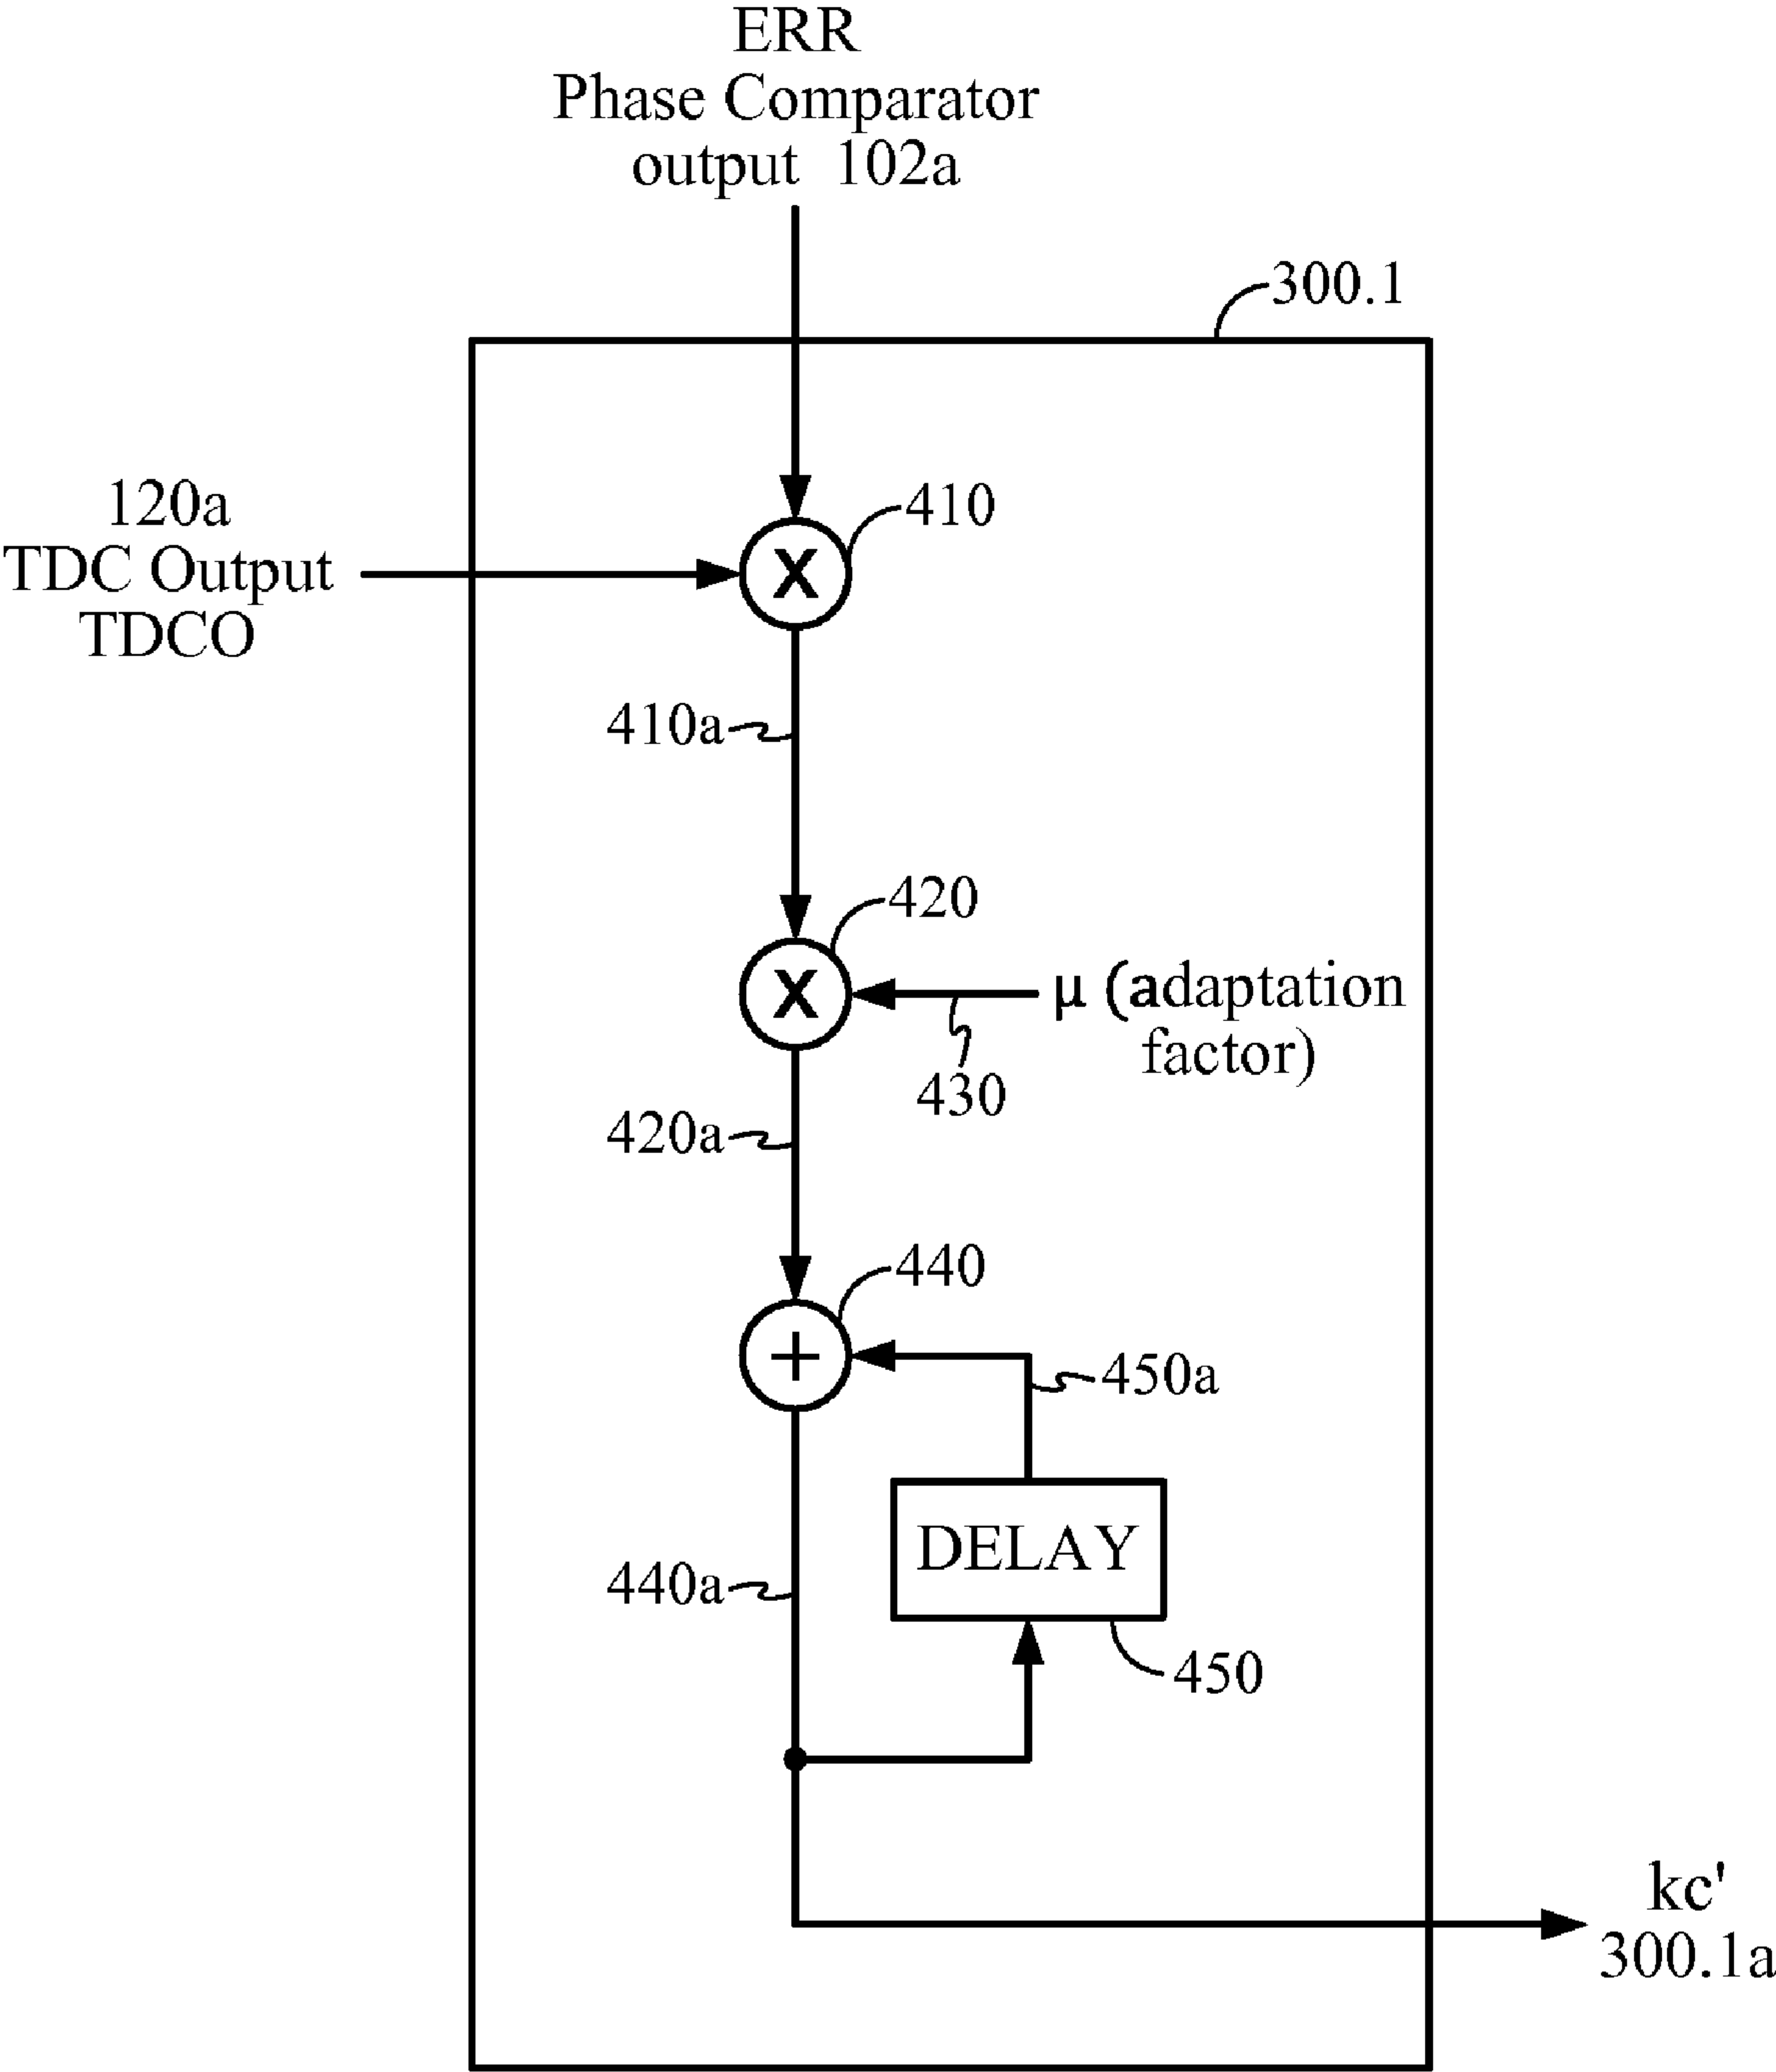 ERR
Phase Comparator
output 102a
300.1
120a
TDC Output
TDCO
X
410
410a
420
X
μ (adaptation
factor)
430
420a
440
+
450a
DELAY
440a
450
kc'
300.1a